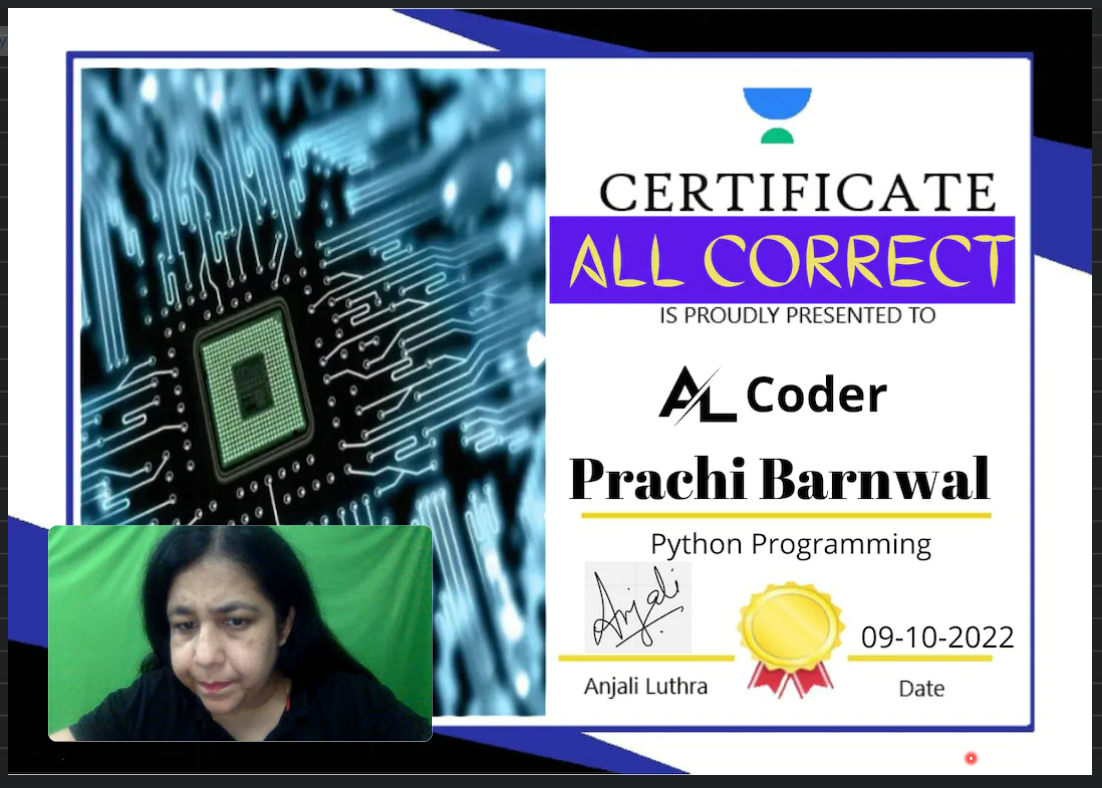 CERTIFICATE
ALL CORRECT
IS PROUDLY PRESENTED TO
AL Coder
Prachi Barnwal
Python Programming
Anjali
09-10-2022
Anjali Luthra
Date